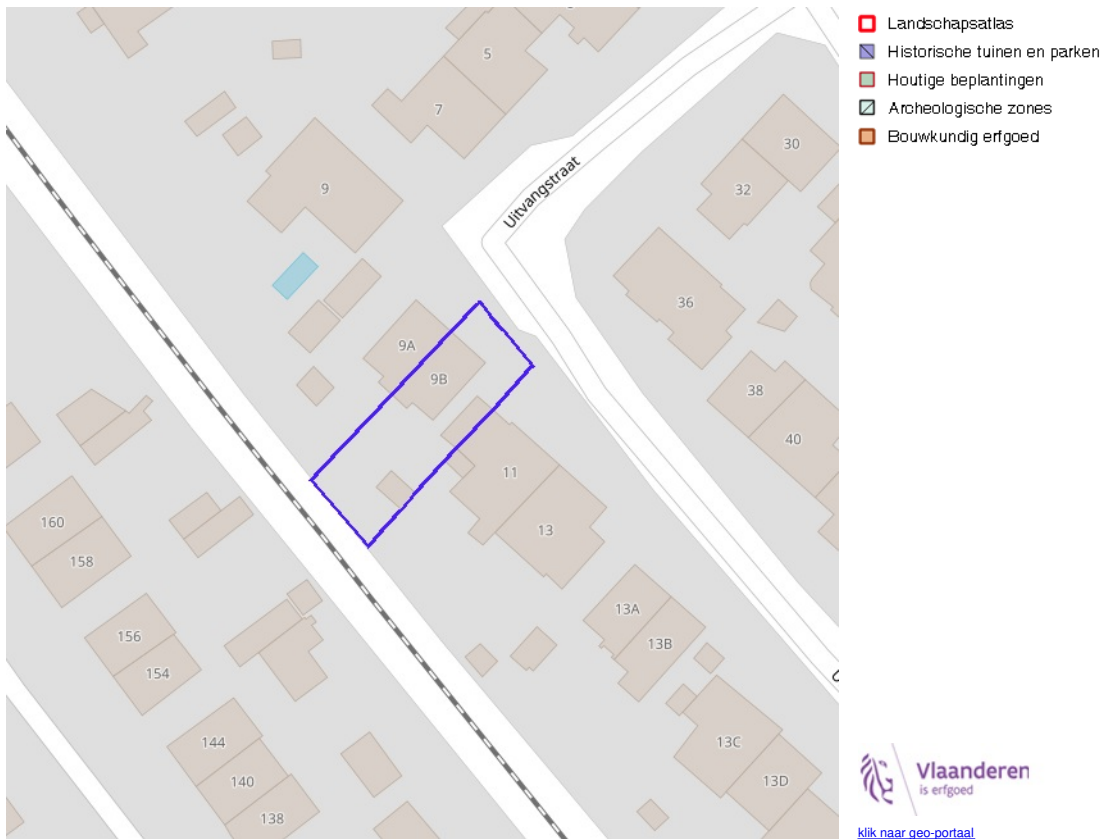 5
7
30
9
32
Uitvangstraat
36
9A
9B
38
40
11
13
160
158
13A
13B
156
154
144
140
138
13C
13D
Landschapsatlas
Historische tuinen en parken
Houtige beplantingen
Archeologische zones
Bouwkundig erfgoed
Vlaanderen
is erfgoed
klik naar geo-portaal